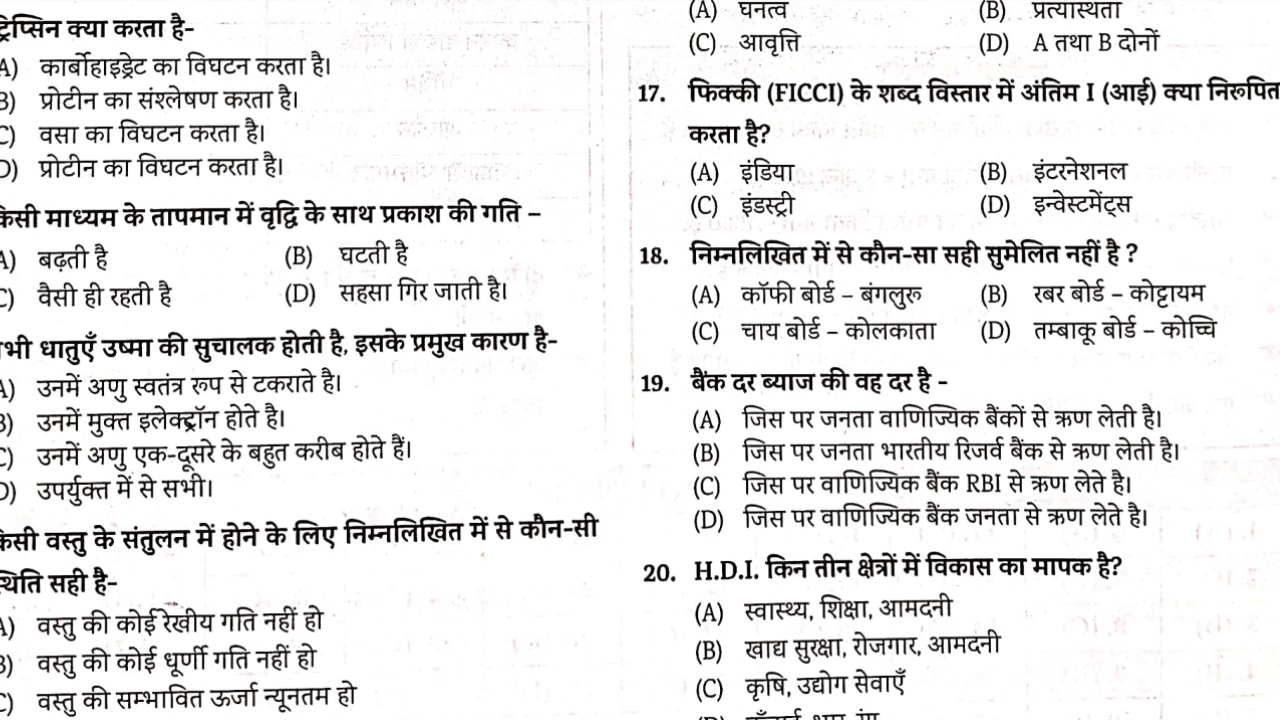 ट्रिप्सिन क्या करता है-
A) कार्बोहाइड्रेट का विघटन करता है।
B) प्रोटीन का संश्लेषण करता है।
C) वसा का विघटन करता है।
D) प्रोटीन का विघटन करता है।
किसी माध्यम के तापमान में वृद्धि के साथ प्रकाश की गति –
A) बढ़ती है (B) घटती है
C) वैसी ही रहती है (D) सहसा गिर जाती है।
भी धातुएँ उष्मा की सुचालक होती है, इसके प्रमुख कारण है-
A) उनमें अणु स्वतंत्र रूप से टकराते है।
B) उनमें मुक्त इलेक्ट्रॉन होते है।
C) उनमें अणु एक-दूसरे के बहुत करीब होते हैं।
D) उपर्युक्त में से सभी।
किसी वस्तु के संतुलन में होने के लिए निम्नलिखित में से कौन-सी
स्थिति सही है-
A) वस्तु की कोई रेखीय गति नहीं हो
B) वस्तु की कोई धूर्णी गति नहीं हो
C) वस्तु की सम्भावित ऊर्जा न्यूनतम हो
(A) घनत्व (B) प्रत्यास्थता
(C) आवृत्ति (D) A तथा B दोनों
17. फिक्की (FICCI) के शब्द विस्तार में अंतिम I (आई) क्या निरूपित
करता है?
(A) इंडिया (B) इंटरनेशनल
(C) इंडस्ट्री (D) इन्वेस्टमेंट्स
18. निम्नलिखित में से कौन-सा सही सुमेलित नहीं है ?
(A) कॉफी बोर्ड – बंगलुरू (B) रबर बोर्ड – कोट्टायम
(C) चाय बोर्ड – कोलकाता (D) तम्बाकू बोर्ड – कोच्चि
19. बैंक दर ब्याज की वह दर है -
(A) जिस पर जनता वाणिज्यिक बैंकों से ऋण लेती है।
(B) जिस पर जनता भारतीय रिजर्व बैंक से ऋण लेती है।
(C) जिस पर वाणिज्यिक बैंक RBI से ऋण लेते है।
(D) जिस पर वाणिज्यिक बैंक जनता से ऋण लेते है।
20. H.D.I. किन तीन क्षेत्रों में विकास का मापक है?
(A) स्वास्थ्य, शिक्षा, आमदनी
(B) खाद्य सुरक्षा, रोजगार, आमदनी
(C) कृषि, उद्योग सेवाएँ